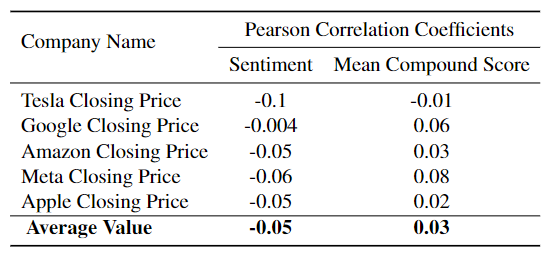 Company Name Pearson Correlation Coefficients
Sentiment Mean Compound Score
Tesla Closing Price -0.1 -0.01
Google Closing Price -0.004 0.06
Amazon Closing Price -0.05 0.03
Meta Closing Price -0.06 0.08
Apple Closing Price -0.05 0.02
Average Value -0.05 0.03